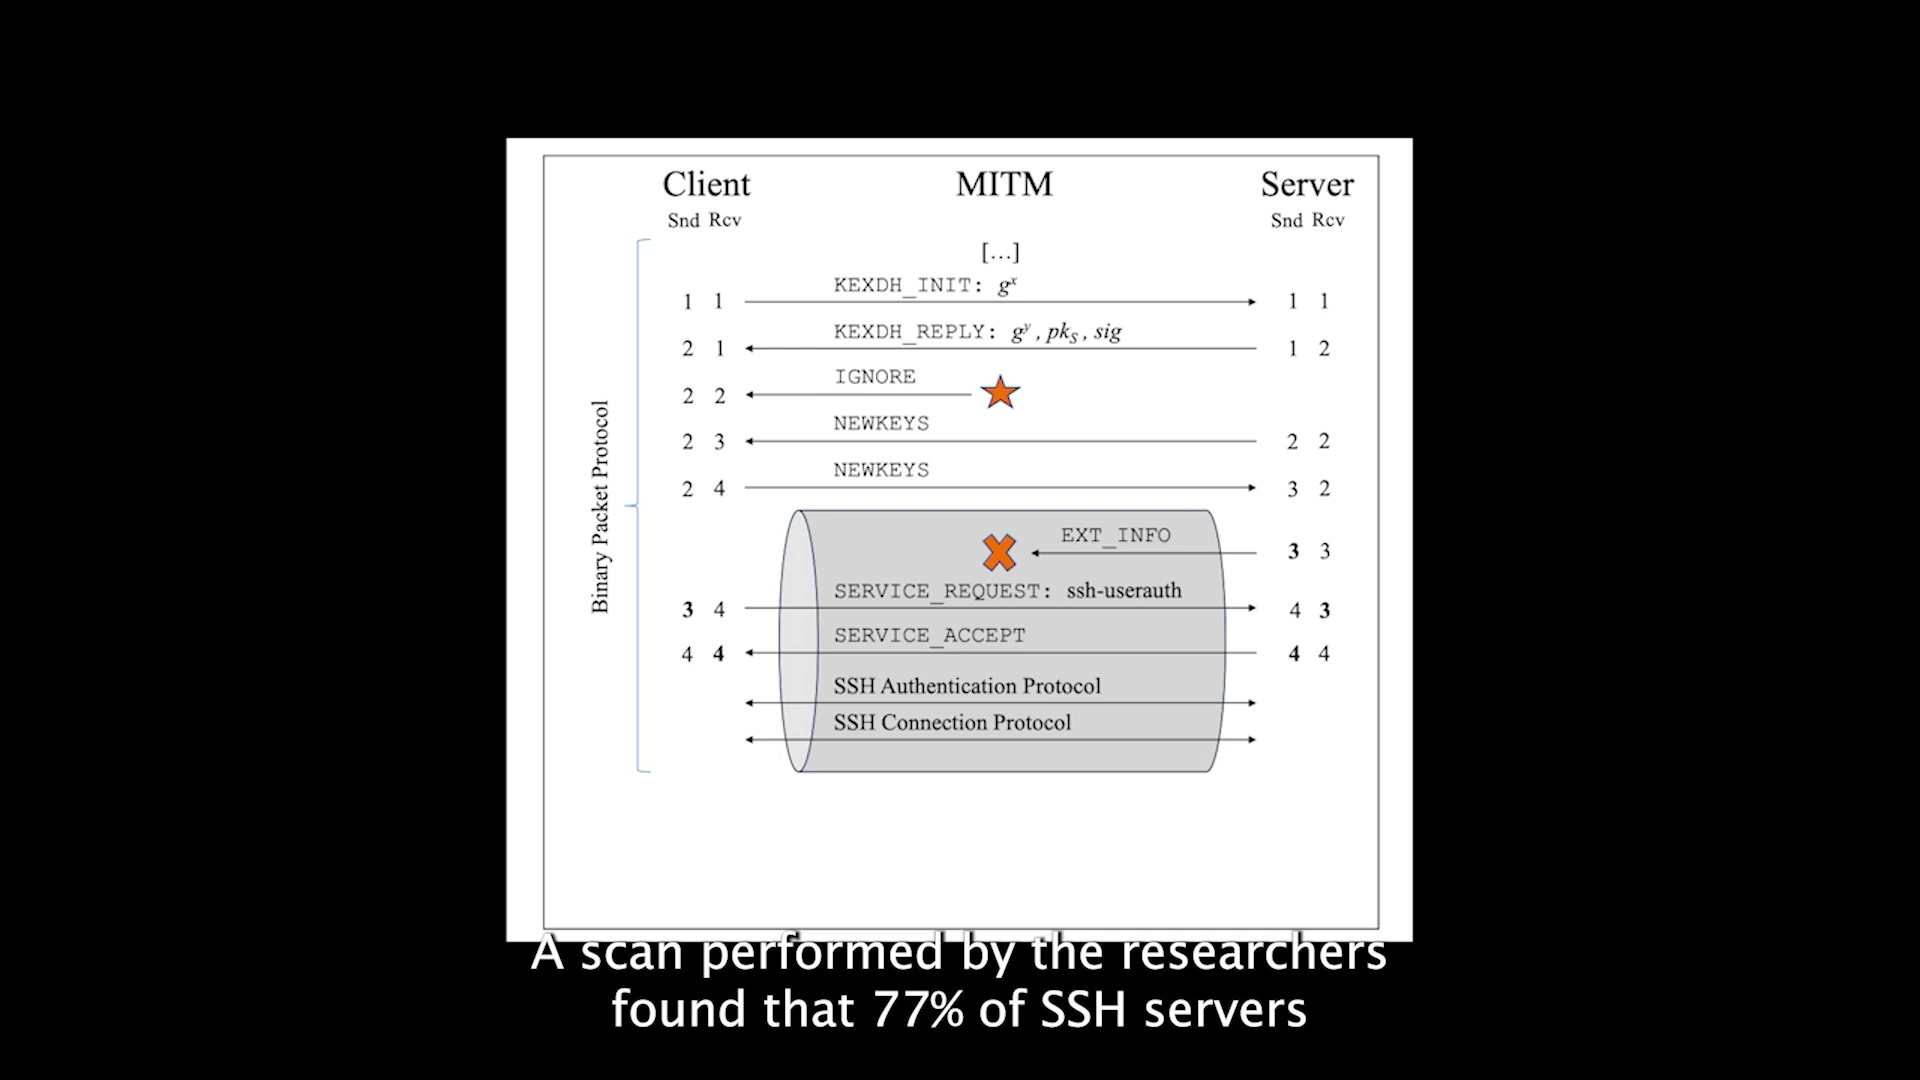 Client MITM Server
Snd Rcv Snd Rcv
[...]
KEXDH_INIT: gˣ
1 1 1 1
KEXDH_REPLY: gʸ, pkₛ, sig
2 1 1 2
IGNORE
2 2
NEWKEYS
2 3 2 2
NEWKEYS
2 4 3 2
Binary Packet Protocol
EXT_INFO
3 3
SERVICE_REQUEST: ssh-userauth
3 4 4 3
SERVICE_ACCEPT
4 4 4 4
SSH Authentication Protocol
SSH Connection Protocol
A scan performed by the researchers
found that 77% of SSH servers